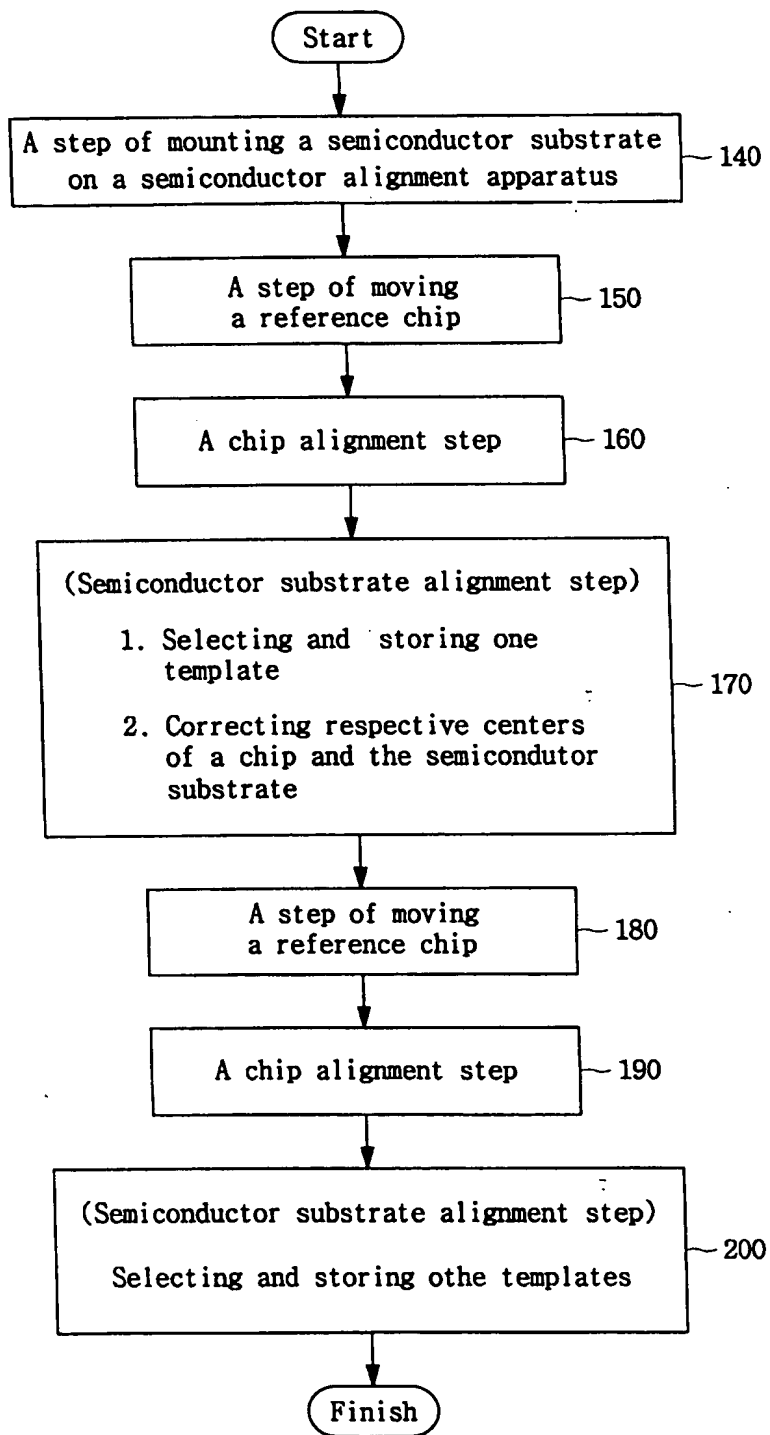 Start
A step of mounting a semiconductor substrate
on a semiconductor alignment apparatus
140
A step of moving
a reference chip
150
A chip alignment step
160
(Semiconductor substrate alignment step)
1. Selecting and storing one
template
2. Correcting respective centers
of a chip and the semicondutor
substrate
170
A step of moving
a reference chip
180
A chip alignment step
190
(Semiconductor substrate alignment step)
Selecting and storing othe templates
200
Finish